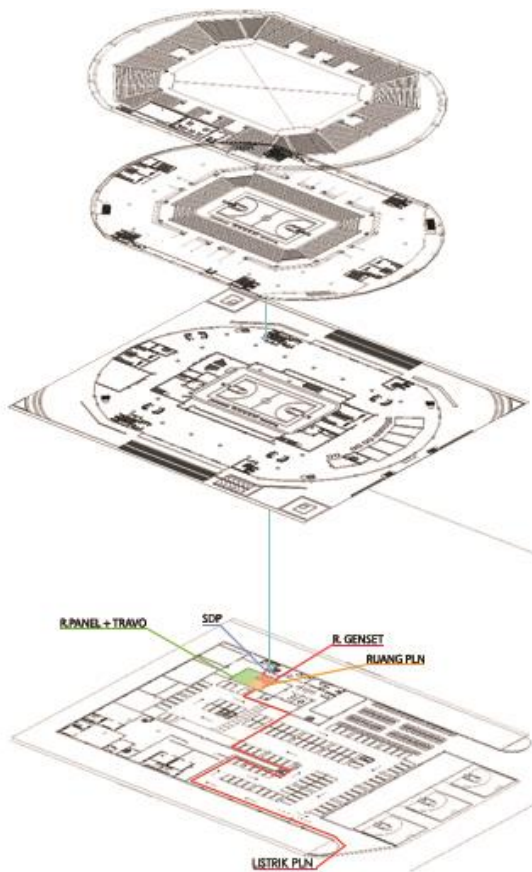 R.PANEL + TRAVO
SDP
R. GENSET
RUANG PLN
LISTRIK PLN